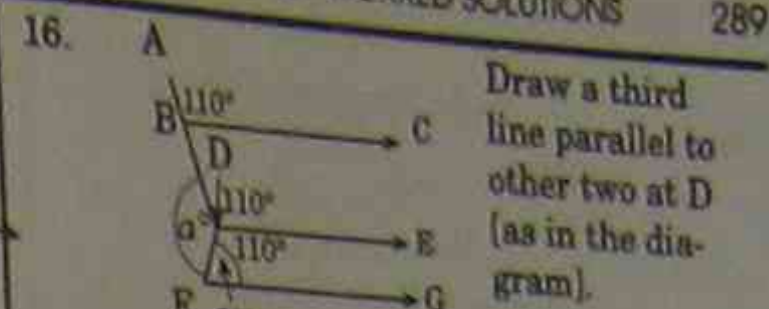 SOLUTIONS 289
16. A
110°
B C
D
110°
a° E
110°
F G
Draw a third
line parallel to
other two at D
(as in the dia-
gram).